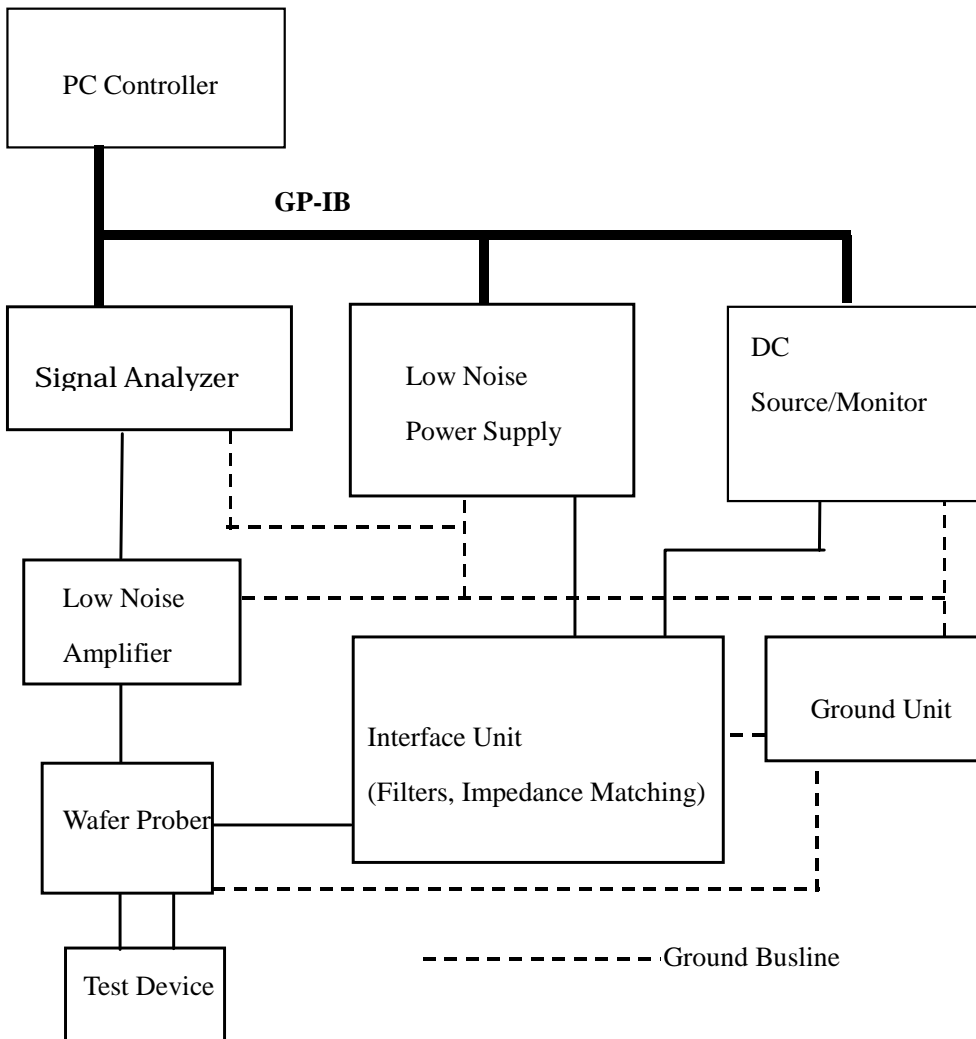 PC Controller
GP-IB
Signal Analyzer
Low Noise
Power Supply
DC
Source/Monitor
Low Noise
Amplifier
Interface Unit
(Filters, Impedance Matching)
Ground Unit
Wafer Prober
Test Device
Ground Busline